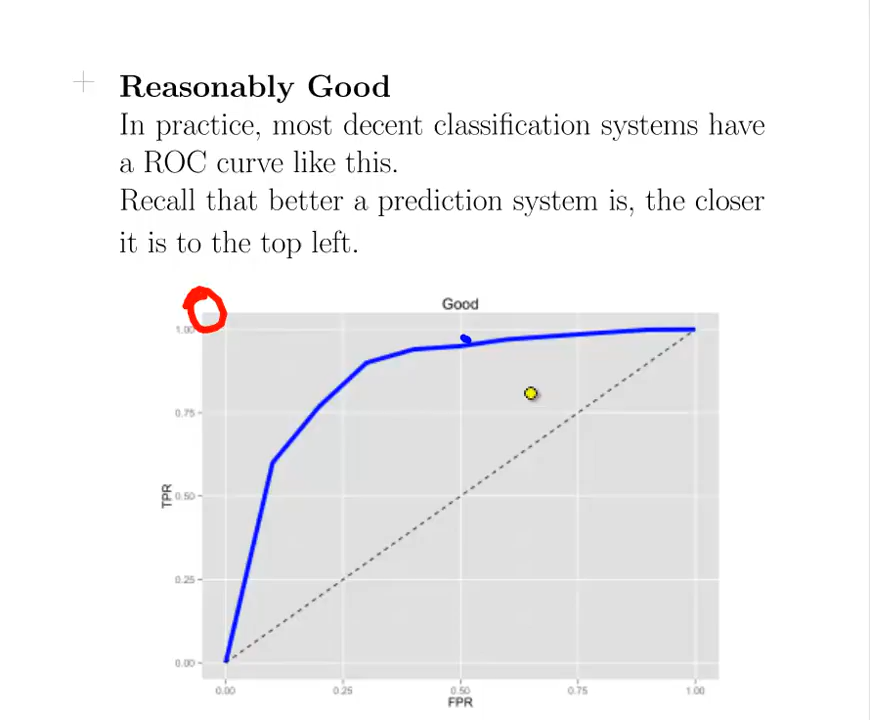 Reasonably Good
In practice, most decent classification systems have
a ROC curve like this.
Recall that better a prediction system is, the closer
it is to the top left.
Good
1.00
0.75
0.50
0.25
0.00
TPR
0.00 0.25 0.50 0.75 1.00
FPR